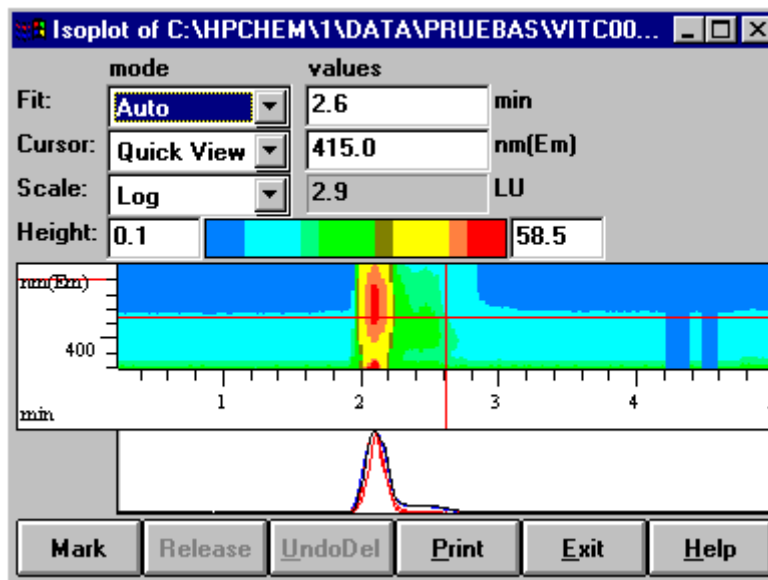 Isoplot of C:\HPCHEM\1\DATA\PRUEBAS\VITC00...
mode values
Fit: Auto 2.6 min
Cursor: Quick View 415.0 nm(Em)
Scale: Log 2.9 LU
Height: 0.1 58.5
nm(Em)
400
1 2 3 4
min
Mark Release UndoDel Print Exit Help